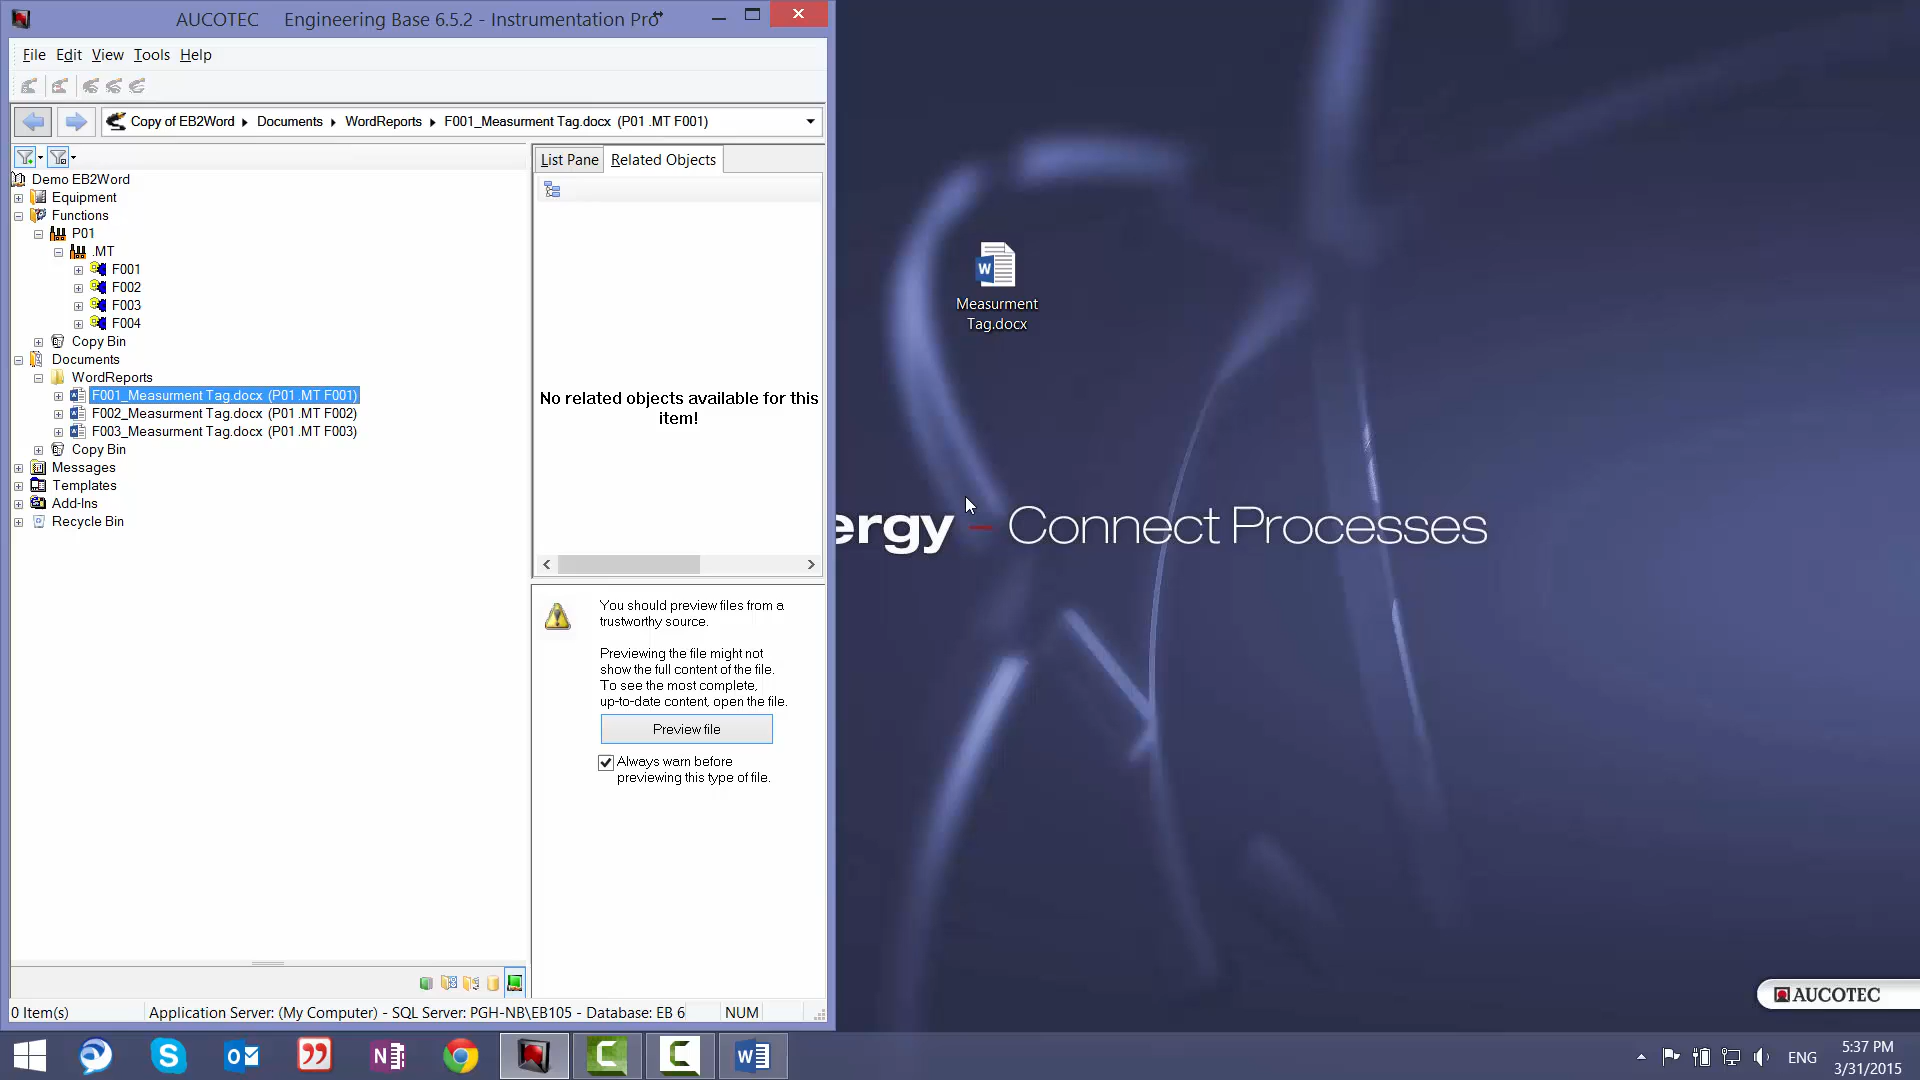 AUCOTEC Engineering Base 6.5.2 - Instrumentation Pro
File Edit View Tools Help
Copy of EB2Word Documents WordReports F001_Measurment Tag.docx (P01 .MT F001)
Demo EB2Word
Equipment
Functions
P01
.MT
F001
F002
F003
F004
Copy Bin
Documents
WordReports
F001_Measurment Tag.docx (P01 .MT F001)
F002_Measurment Tag.docx (P01 .MT F002)
F003_Measurment Tag.docx (P01 .MT F003)
Copy Bin
Messages
Templates
Add-Ins
Recycle Bin
List Pane Related Objects
No related objects available for this
item!
You should preview files from a
trustworthy source.
Previewing the file might not
show the full content of the file.
To see the most complete,
up-to-date content, open the file.
Preview file
Always warn before
previewing this type of file.
0 Item(s) Application Server: (My Computer) - SQL Server: PGH-NB\EB105 - Database: EB 6 NUM
Measurment
Tag.docx
ergy – Connect Processes
AUCOTEC
ENG
5:37 PM
3/31/2015